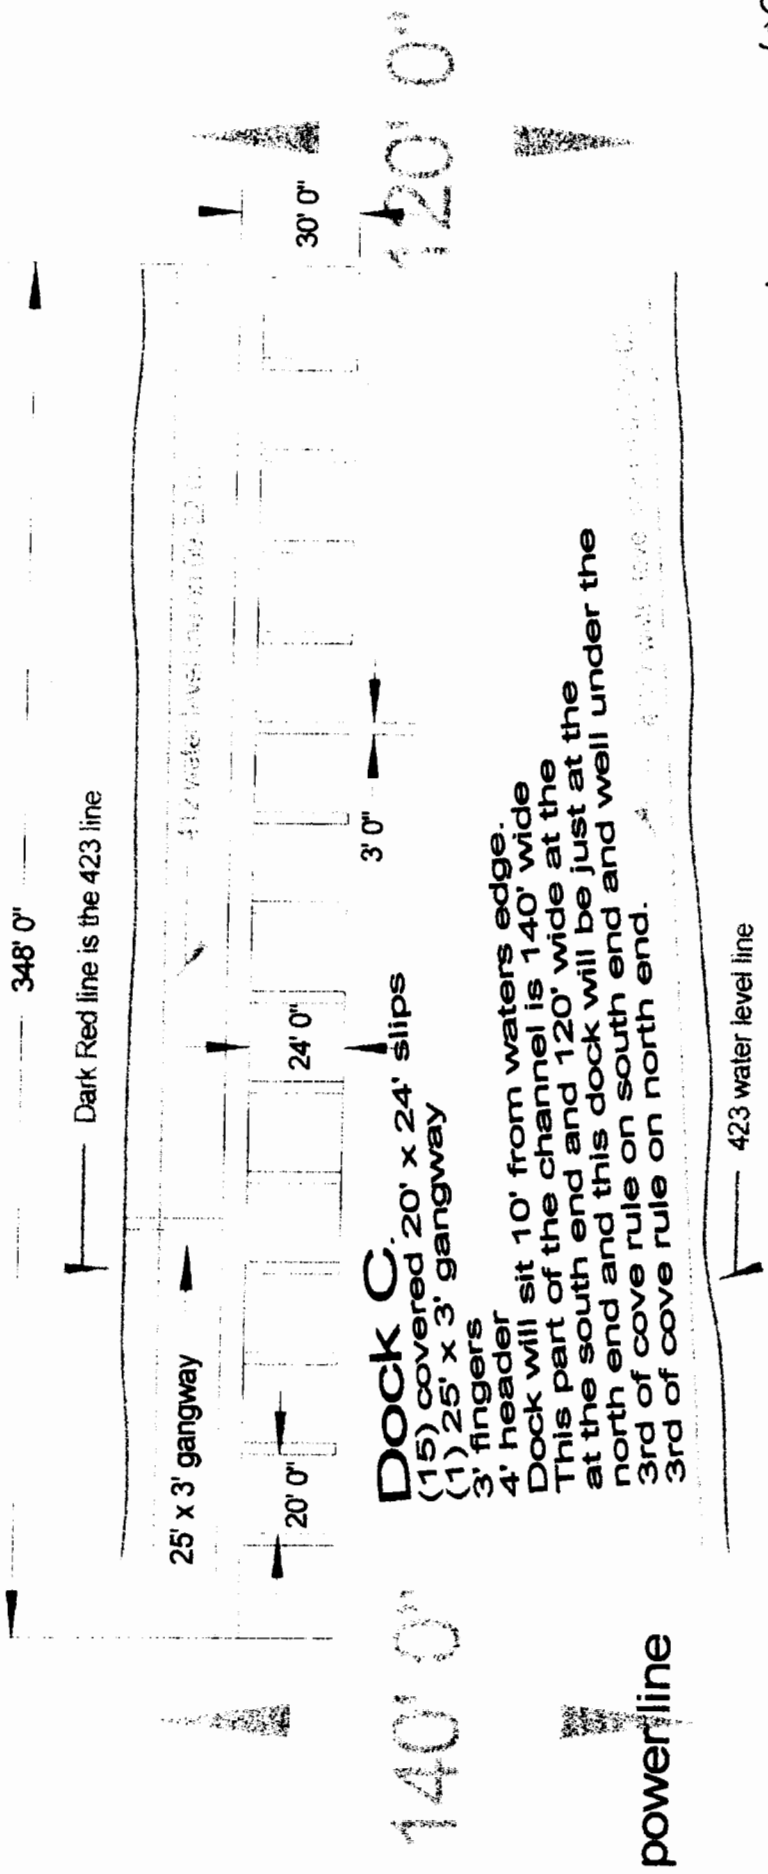 348' 0"
Dark Red line is the 423 line
25' x 3' gangway
412 water level line
30' 0"
24' 0"
20' 0"
3' 0"
140' 0"
120' 0"
Dock C.
(15) covered 20' x 24' slips
(1) 25' x 3' gangway
3' fingers
4' header
Dock will sit 10' from waters edge.
This part of the channel is 140' wide
at the south end and 120' wide at the
north end and this dock will be just at the
3rd of cove rule on south end and well under the
3rd of cove rule on north end.
423 water level line
powerline